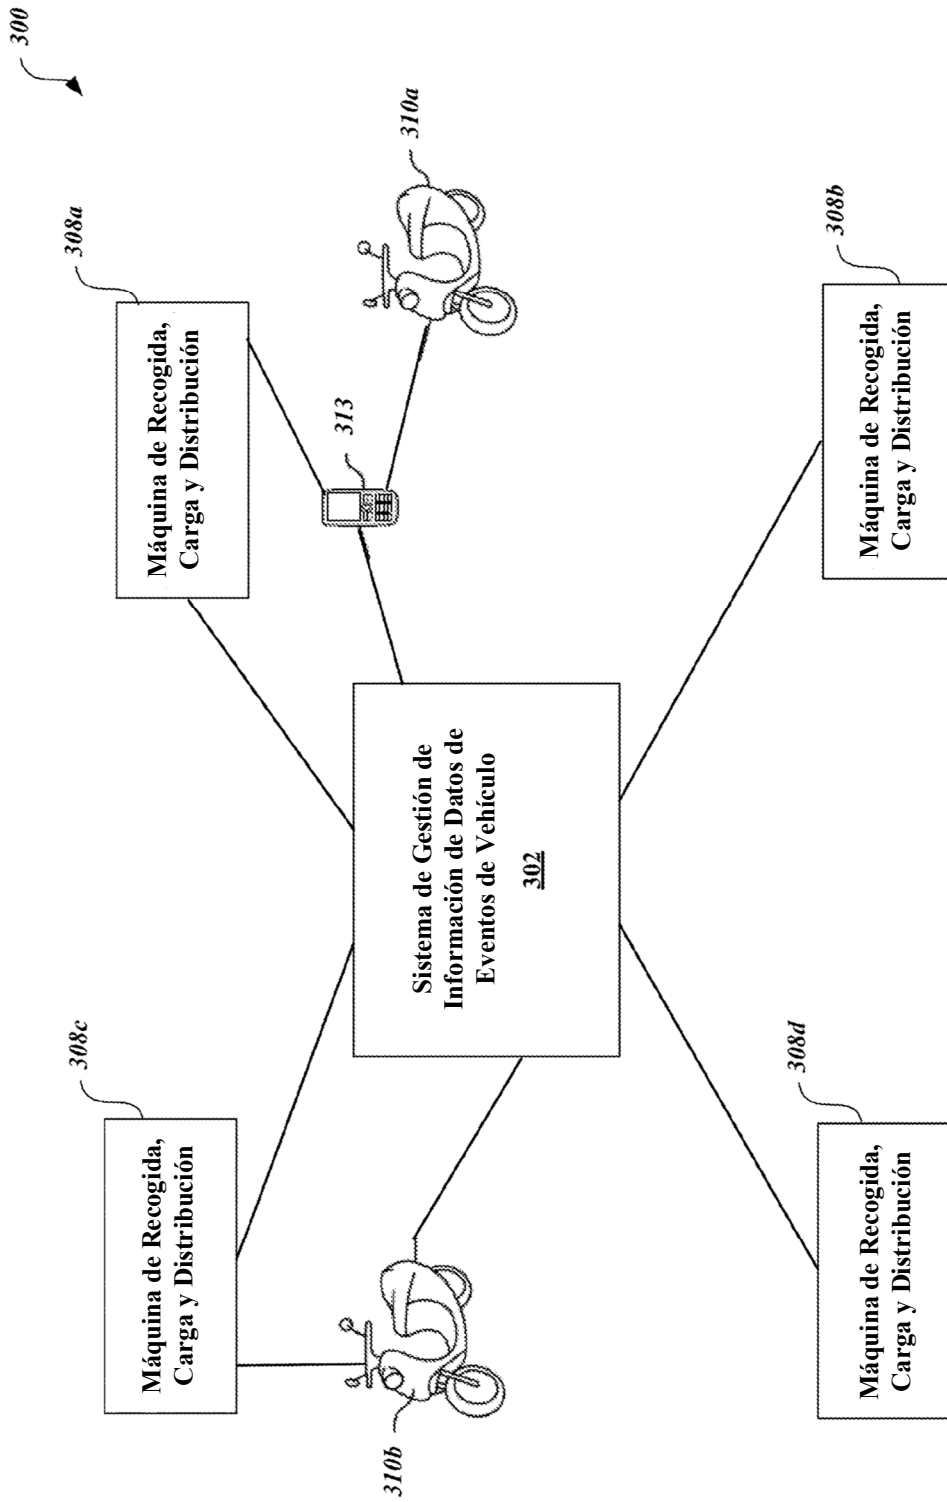 300
308c
Máquina de Recogida,
Carga y Distribución
308a
Máquina de Recogida,
Carga y Distribución
310b
313
310a
Sistema de Gestión de
Información de Datos de
Eventos de Vehículo
302
308d
Máquina de Recogida,
Carga y Distribución
308b
Máquina de Recogida,
Carga y Distribución